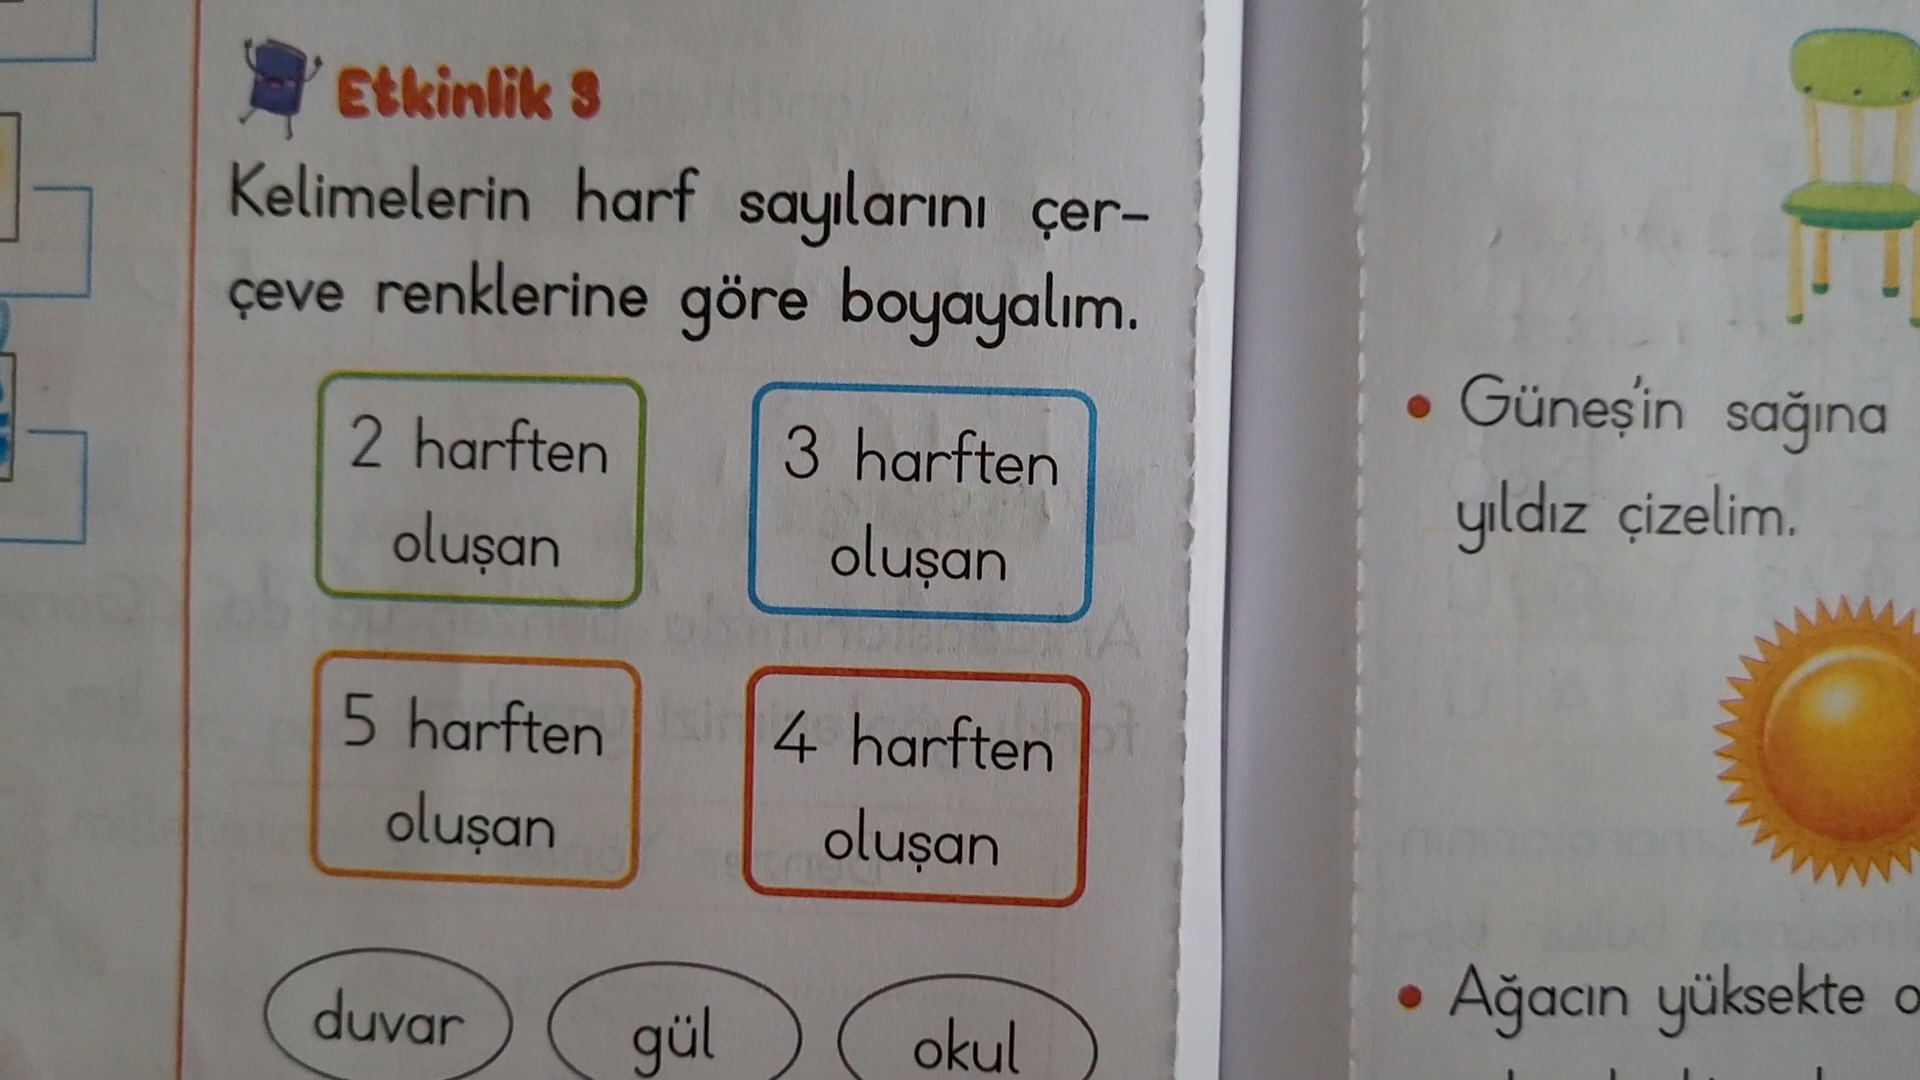 Etkinlik 3
Kelimelerin harf sayılarını çer-
çeve renklerine göre boyayalım.
2 harften
oluşan
3 harften
oluşan
5 harften
oluşan
4 harften
oluşan
duvar
gül
okul
• Güneş'in sağına
yıldız çizelim.
• Ağacın yüksekte